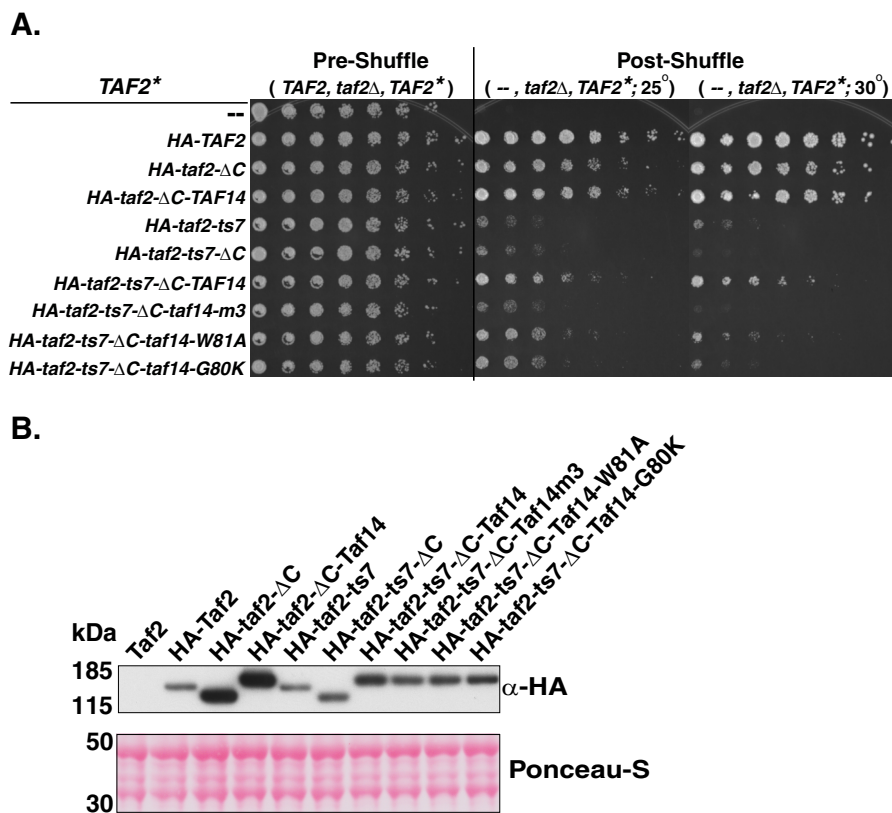 A.
Pre-Shuffle
Post-Shuffle
TAF2*
( TAF2, taf2Δ, TAF2* )
( -- , taf2Δ, TAF2*; 25° )
( -- , taf2Δ, TAF2*; 30° )
--
HA-TAF2
HA-taf2-ΔC
HA-taf2-ΔC-TAF14
HA-taf2-ts7
HA-taf2-ts7-ΔC
HA-taf2-ts7-ΔC-TAF14
HA-taf2-ts7-ΔC-taf14-m3
HA-taf2-ts7-ΔC-taf14-W81A
HA-taf2-ts7-ΔC-taf14-G80K
B.
kDa
Taf2
HA-Taf2
HA-taf2-ΔC
HA-taf2-ΔC-Taf14
HA-taf2-ts7
HA-taf2-ts7-ΔC
HA-taf2-ts7-ΔC-Taf14
HA-taf2-ts7-ΔC-Taf14m3
HA-taf2-ts7-ΔC-Taf14-W81A
HA-taf2-ts7-ΔC-Taf14-G80K
185
115
α-HA
50
30
Ponceau-S